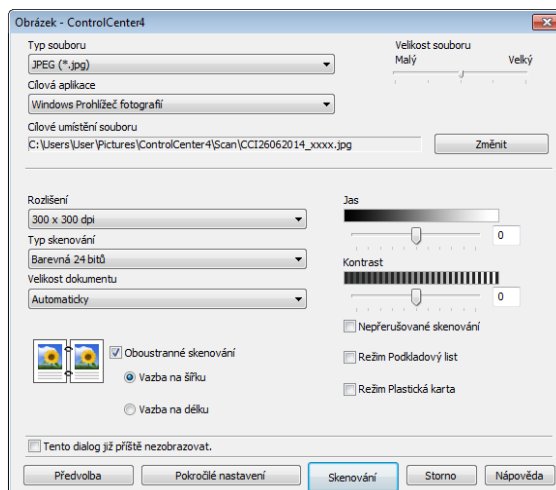 Obrázek - ControlCenter4
Typ souboru
JPEG (*.jpg)
Cílová aplikace
Windows Prohlížeč fotografií
Cílové umístění souboru
C:\Users\User\Pictures\ControlCenter4\Scan\CCI26062014_xxxx.jpg
Změnit
Velikost souboru
Malý
Velký
Rozlišení
300 x 300 dpi
Typ skenování
Barevná 24 bitů
Velikost dokumentu
Automaticky
Jas
0
Kontrast
0
Oboustranné skenování
Vazba na šířku
Vazba na délku
Nepřerušované skenování
Režim Podkladový list
Režim Plastická karta
Tento dialog již příště nezobrazovat.
Předvolba
Pokročilé nastavení
Skenování
Storno
Nápověda